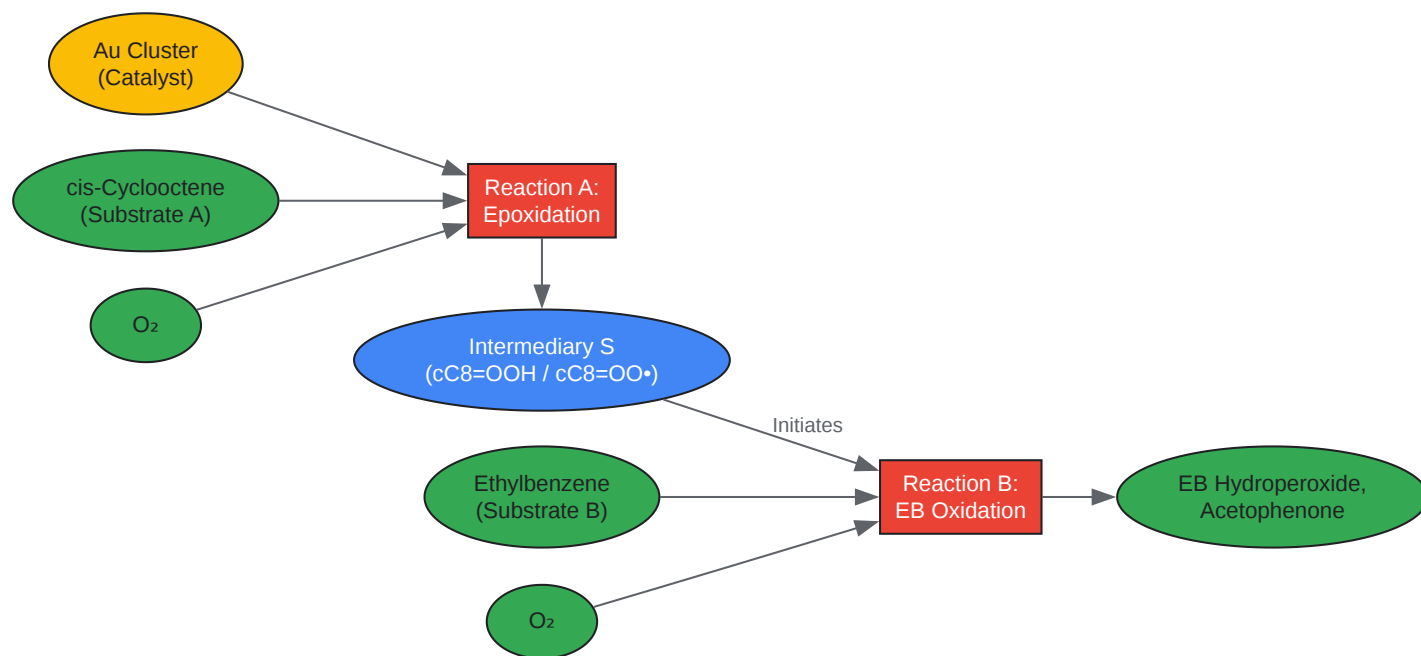 Au Cluster
(Catalyst)
cis-Cyclooctene
(Substrate A)
O₂
Reaction A:
Epoxidation
Intermediary S
(cC8=OOH / cC8=OO•)
Initiates
Ethylbenzene
(Substrate B)
O₂
Reaction B:
EB Oxidation
EB Hydroperoxide,
Acetophenone